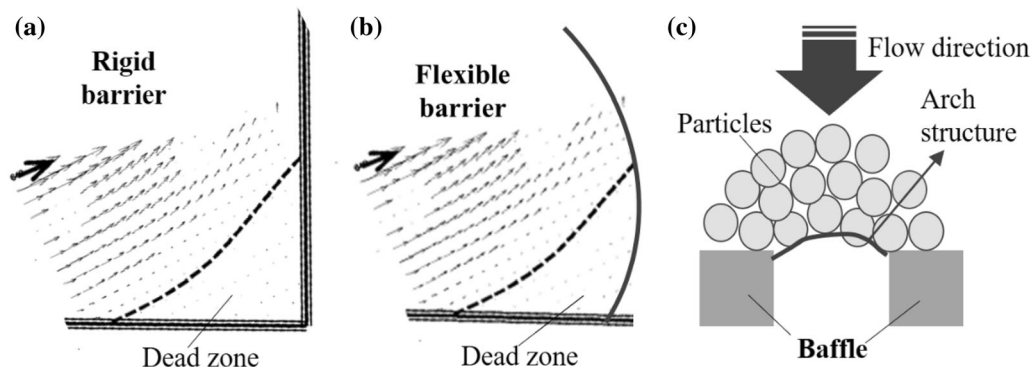 (a)
Rigid
barrier
Dead zone
(b)
Flexible
barrier
Dead zone
(c)
Flow direction
Arch
structure
Particles
Baffle